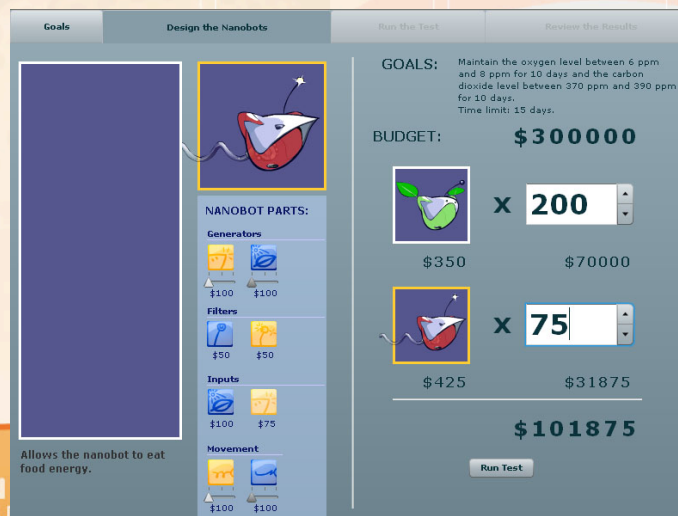 Goals
Design the Nanobots
Run the Test
Review the Results
GOALS:
Maintain the oxygen level between 6 ppm
and 8 ppm for 10 days and the carbon
dioxide level between 370 ppm and 390 ppm
for 10 days.
Time limit: 15 days.
BUDGET:
$300000
NANOBOT PARTS:
Generators
$100 $100
Filters
$50 $50
Inputs
$100 $75
Movement
$100 $100
X 200
$350 $70000
X 75
$425 $31875
$101875
Run Test
Allows the nanobot to eat
food energy.